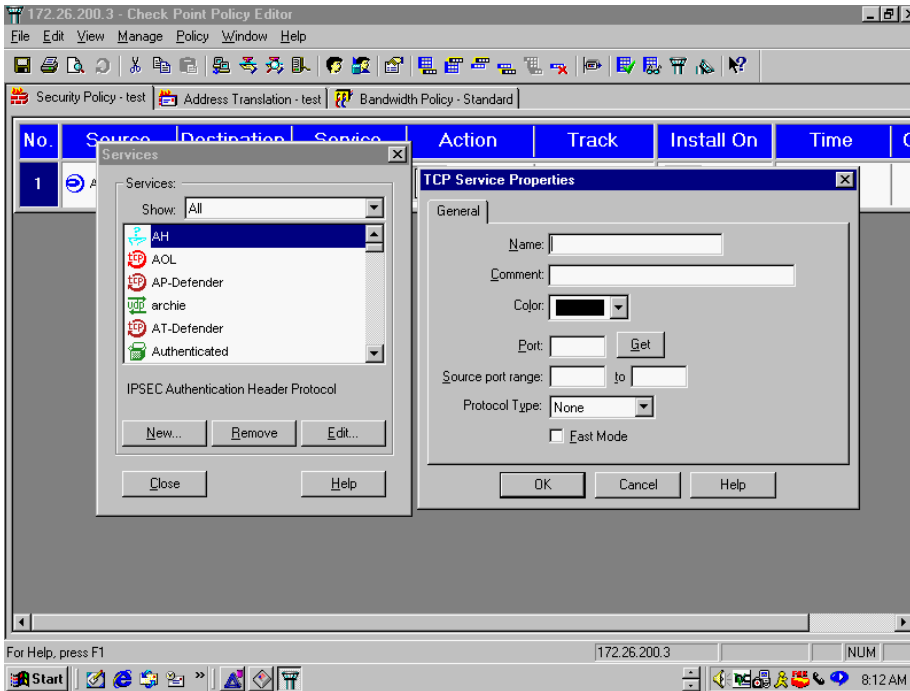 172.26.200.3 - Check Point Policy Editor
File Edit View Manage Policy Window Help
Security Policy - test Address Translation - test Bandwidth Policy - Standard
No. Source Destination Service Action Track Install On Time
1
Services
Services:
Show: All
AH
AOL
AP-Defender
archie
AT-Defender
Authenticated
IPSEC Authentication Header Protocol
New... Remove Edit...
Close Help
TCP Service Properties
General
Name:
Comment:
Color:
Port: Get
Source port range: to
Protocol Type: None
Fast Mode
OK Cancel Help
For Help, press F1 172.26.200.3 NUM
Start » 8:12 AM